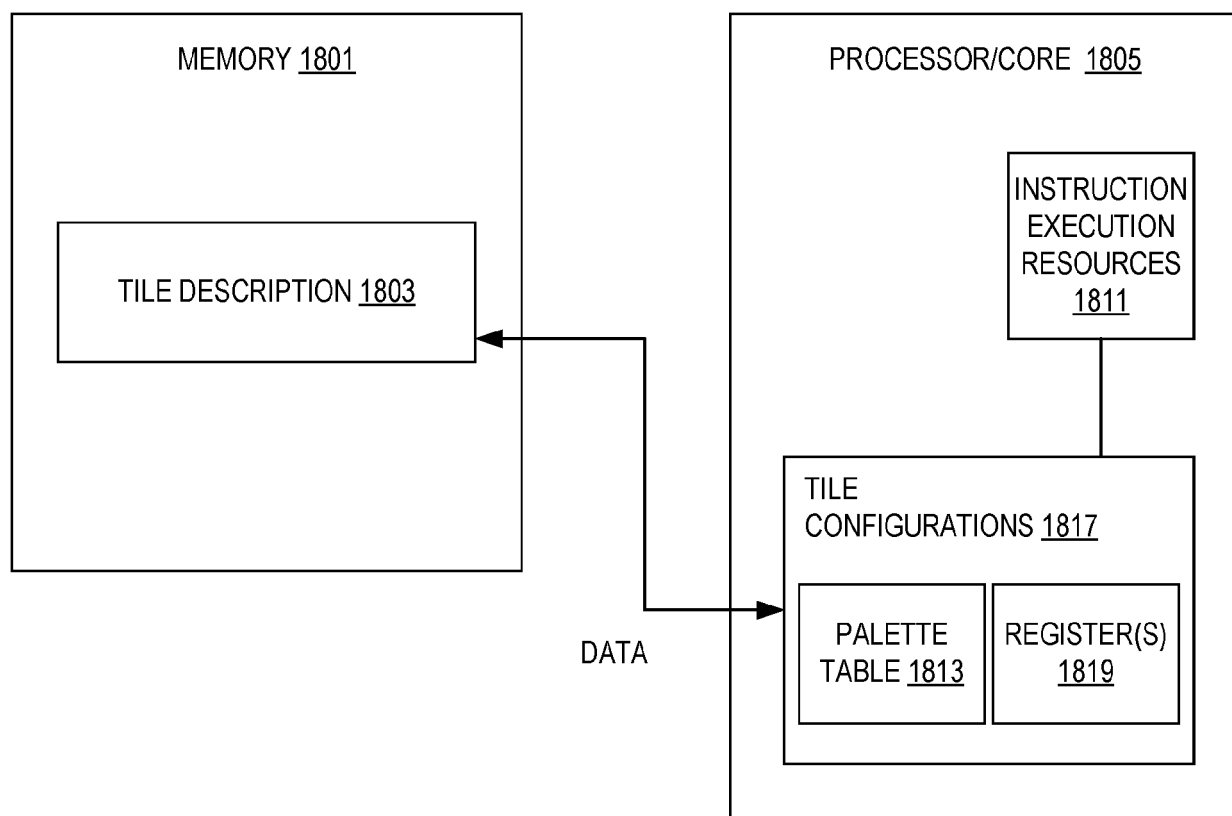 MEMORY 1801
PROCESSOR/CORE 1805
INSTRUCTION
EXECUTION
RESOURCES
1811
TILE DESCRIPTION 1803
TILE
CONFIGURATIONS 1817
PALETTE
TABLE 1813
REGISTER(S)
1819
DATA